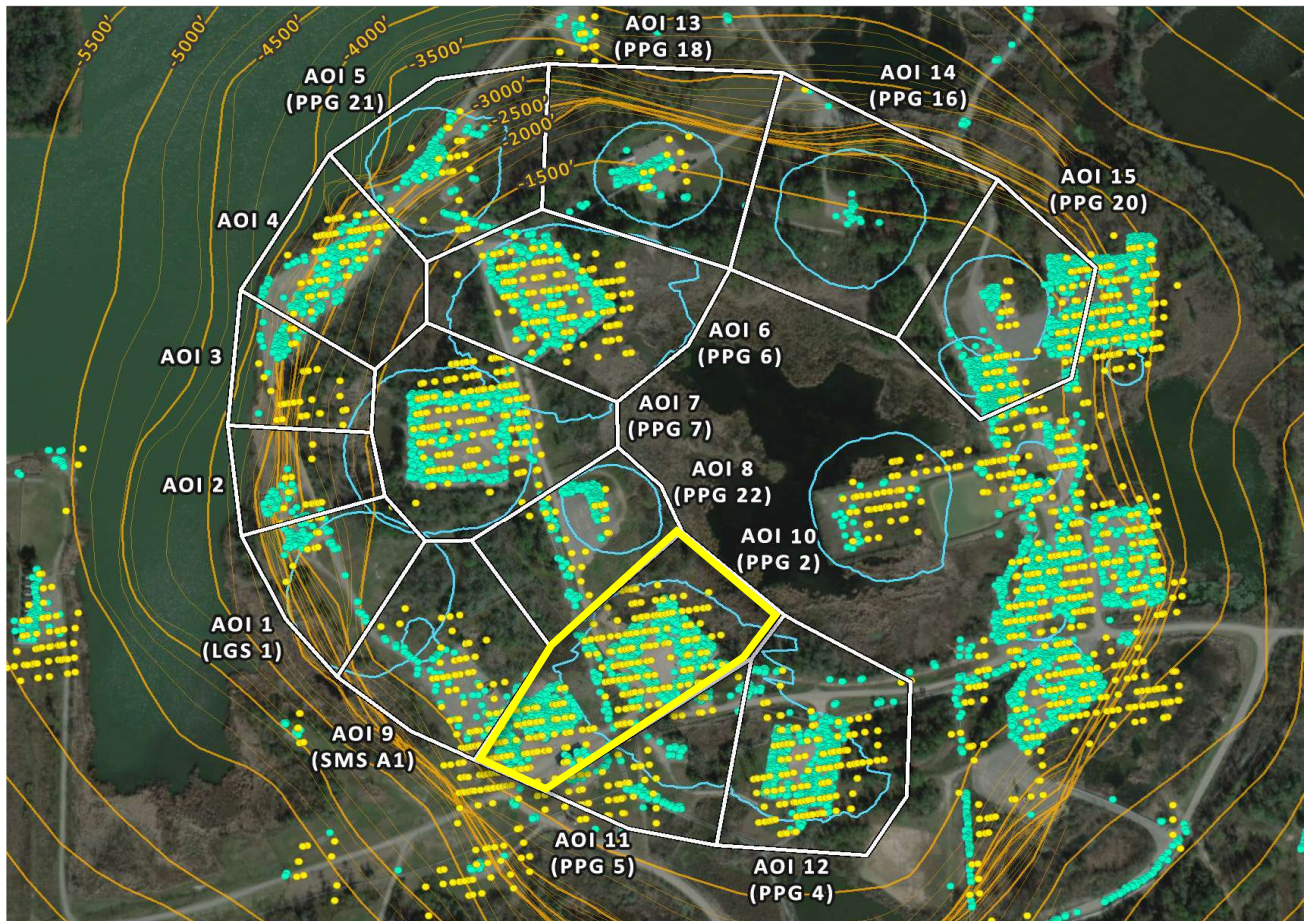 -5500'
-5000'
-4500'
-4000'
-3500'
-3000'
-2500'
-2000'
-1500'
AOI 13
(PPG 18)
AOI 5
(PPG 21)
AOI 14
(PPG 16)
AOI 15
(PPG 20)
AOI 4
AOI 3
AOI 6
(PPG 6)
AOI 7
(PPG 7)
AOI 2
AOI 8
(PPG 22)
AOI 10
(PPG 2)
AOI 1
(LGS 1)
AOI 9
(SMS A1)
AOI 11
(PPG 5)
AOI 12
(PPG 4)